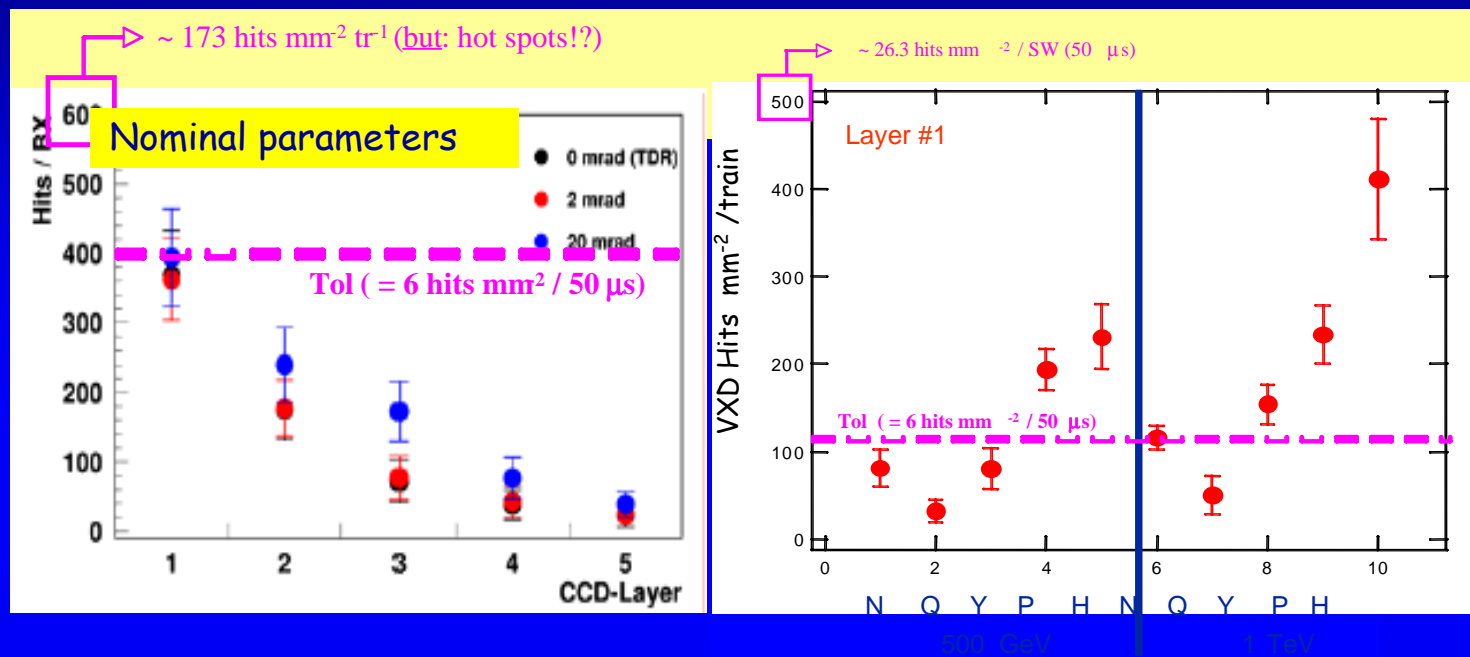 ~ 173 hits mm-2 tr-1 (but: hot spots!?)
Nominal parameters
Hits / BX
0 mrad (TDR)
2 mrad
20 mrad
Tol ( = 6 hits mm2 / 50 μs)
500
400
300
200
100
0
1 2 3 4 5
CCD-Layer
~ 26.3 hits mm -2 / SW (50 μs)
500
Layer #1
VXD Hits mm-2 /train
400
300
200
Tol ( = 6 hits mm -2 / 50 μs)
100
0
0 2 4 6 8 10
N Q Y P H N Q Y P H
500 GeV 1 TeV